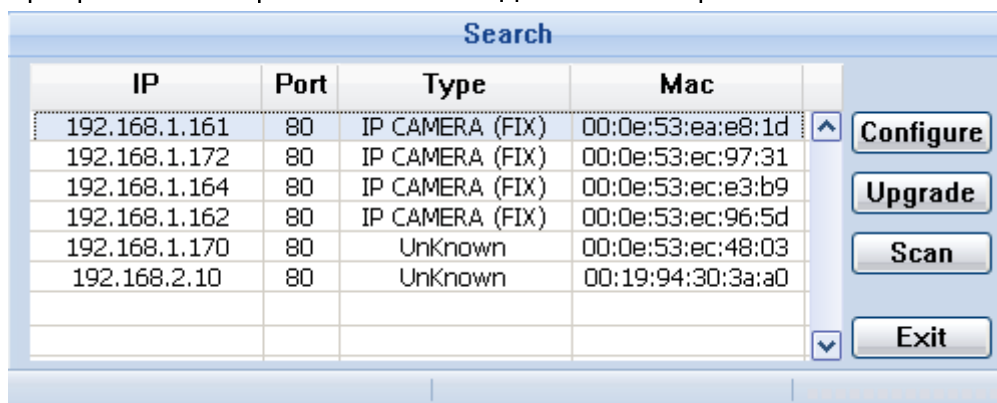 Search
IP Port Type Mac
192.168.1.161 80 IP CAMERA (FIX) 00:0e:53:ea:e8:1d
Configure
192.168.1.172 80 IP CAMERA (FIX) 00:0e:53:ec:97:31
192.168.1.164 80 IP CAMERA (FIX) 00:0e:53:ec:e3:b9
Upgrade
192.168.1.162 80 IP CAMERA (FIX) 00:0e:53:ec:96:5d
192.168.1.170 80 UnKnown 00:0e:53:ec:48:03
Scan
192.168.2.10 80 UnKnown 00:19:94:30:3a:a0
Exit